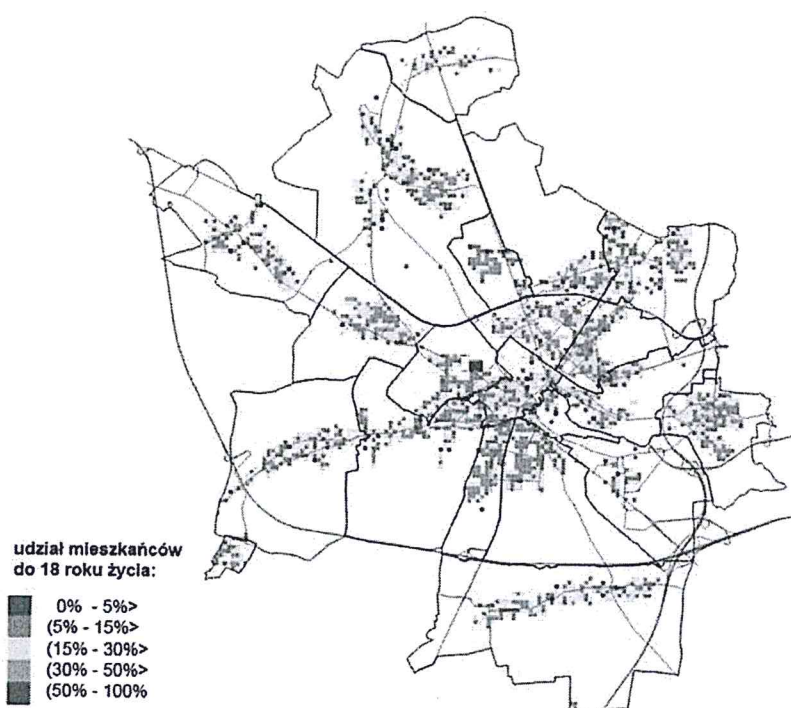 udział mieszkańców
do 18 roku życia:
0% - 5%>
(5% - 15%>
(15% - 30%>
(30% - 50%>
(50% - 100%